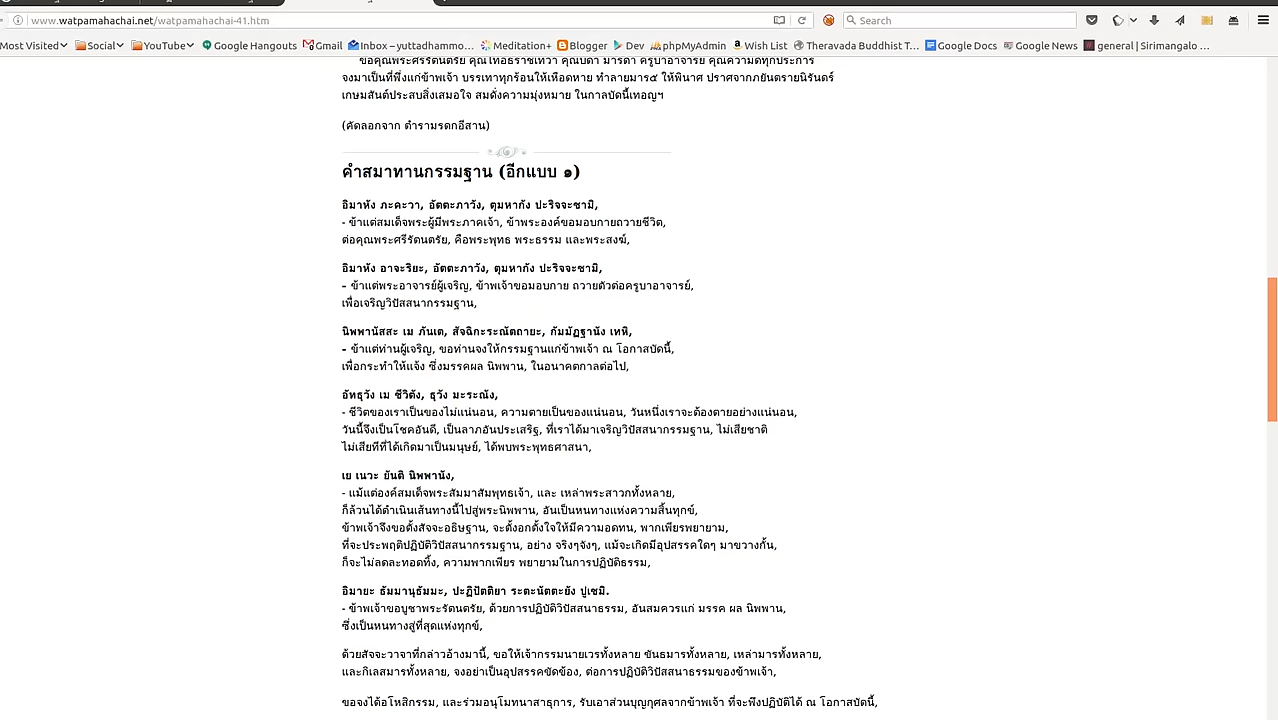 www.watpamahachai.net/watpamahachai-41.htm
Search
Most Visited Social YouTube Google Hangouts Gmail Inbox – yuttadhammo... Meditation+ Blogger Dev phpMyAdmin Wish List Theravada Buddhist T... Google Docs Google News general | Sirimangalo ...
จงมาเป็นที่พึ่งแก่ข้าพเจ้า บรรเทาทุกร้อนให้เหือดหาย ทำลายมาร๕ ให้พินาศ ปราศจากภยันตรายนิรันดร์
เกษมสันต์ประสบสิ่งเสมอใจ สมดั่งความมุ่งหมาย ในกาลบัดนี้เทอญฯ
(คัดลอกจาก ตำรามรดกอีสาน)
คำสมาทานกรรมฐาน (อีกแบบ ๑)
อิมาหัง ภะคะวา, อัตตะภาวัง, ตุมหากัง ปะริจจะชามิ,
- ข้าแต่สมเด็จพระผู้มีพระภาคเจ้า, ข้าพระองค์ขอมอบกายถวายชีวิต,
ต่อคุณพระศรีรัตนตรัย, คือพระพุทธ พระธรรม และพระสงฆ์,
อิมาหัง อาจะริยะ, อัตตะภาวัง, ตุมหากัง ปะริจจะชามิ,
- ข้าแต่พระอาจารย์ผู้เจริญ, ข้าพเจ้าขอมอบกาย ถวายตัวต่อครูบาอาจารย์,
เพื่อเจริญวิปัสสนากรรมฐาน,
นิพพานัสสะ เม ภันเต, สัจฉิกะระณัตถายะ, กัมมัฏฐานัง เทหิ,
- ข้าแต่ท่านผู้เจริญ, ขอท่านจงให้กรรมฐานแก่ข้าพเจ้า ณ โอกาสบัดนี้,
เพื่อกระทำให้แจ้ง ซึ่งมรรคผล นิพพาน, ในอนาคตกาลต่อไป,
อัทธุวัง เม ชีวิตัง, ธุวัง มะระณัง,
- ชีวิตของเราเป็นของไม่แน่นอน, ความตายเป็นของแน่นอน, วันหนึ่งเราจะต้องตายอย่างแน่นอน,
วันนี้จึงเป็นโชคอันดี, เป็นลาภอันประเสริฐ, ที่เราได้มาเจริญวิปัสสนากรรมฐาน, ไม่เสียชาติ
ไม่เสียทีที่ได้เกิดมาเป็นมนุษย์, ได้พบพระพุทธศาสนา,
เย เนวะ ยันติ นิพพานัง,
- แม้แต่องค์สมเด็จพระสัมมาสัมพุทธเจ้า, และ เหล่าพระสาวกทั้งหลาย,
ก็ล้วนได้ดำเนินเส้นทางนี้ไปสู่พระนิพพาน, อันเป็นหนทางแห่งความสิ้นทุกข์,
ข้าพเจ้าจึงขอตั้งสัจจะอธิษฐาน, จะตั้งอกตั้งใจให้มีความอดทน, พากเพียรพยายาม,
ที่จะประพฤติปฏิบัติวิปัสสนากรรมฐาน, อย่าง จริงๆจังๆ, แม้จะเกิดมีอุปสรรคใดๆ มาขวางกั้น,
ก็จะไม่ลดละทอดทิ้ง, ความพากเพียร พยายามในการปฏิบัติธรรม,
อิมายะ ธัมมานุธัมมะ, ปะฏิปัตติยา ระตะนัตตะยัง ปูเชมิ.
- ข้าพเจ้าขอบูชาพระรัตนตรัย, ด้วยการปฏิบัติวิปัสสนาธรรม, อันสมควรแก่ มรรค ผล นิพพาน,
ซึ่งเป็นหนทางสู่ที่สุดแห่งทุกข์,
ด้วยสัจจะวาจาที่กล่าวอ้างมานี้, ขอให้เจ้ากรรมนายเวรทั้งหลาย ขันธมารทั้งหลาย, เหล่ามารทั้งหลาย,
และกิเลสมารทั้งหลาย, จงอย่าเป็นอุปสรรคขัดข้อง, ต่อการปฏิบัติวิปัสสนาธรรมของข้าพเจ้า,
ขอจงได้อโหสิกรรม, และร่วมอนุโมทนาสาธุการ, รับเอาส่วนบุญกุศลจากข้าพเจ้า ที่จะพึงปฏิบัติได้ ณ โอกาสบัดนี้,